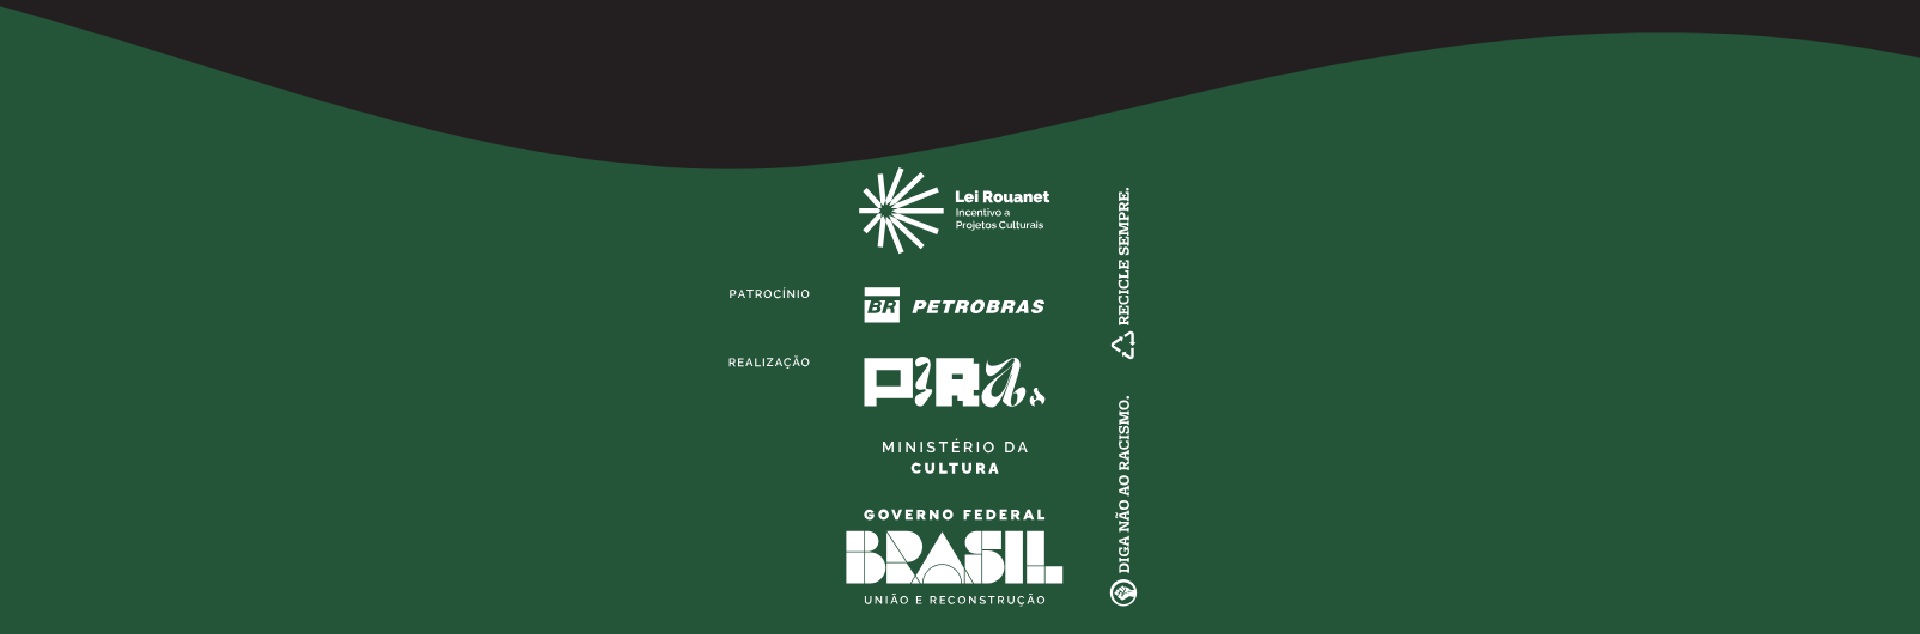 Lei Rouanet
Incentivo a
Projetos Culturais
PATROCÍNIO
BR PETROBRAS
REALIZAÇÃO
PiRa
MINISTÉRIO DA
CULTURA
GOVERNO FEDERAL
BRASIL
UNIÃO E RECONSTRUÇÃO
RECICLE SEMPRE.
DIGA NÃO AO RACISMO.